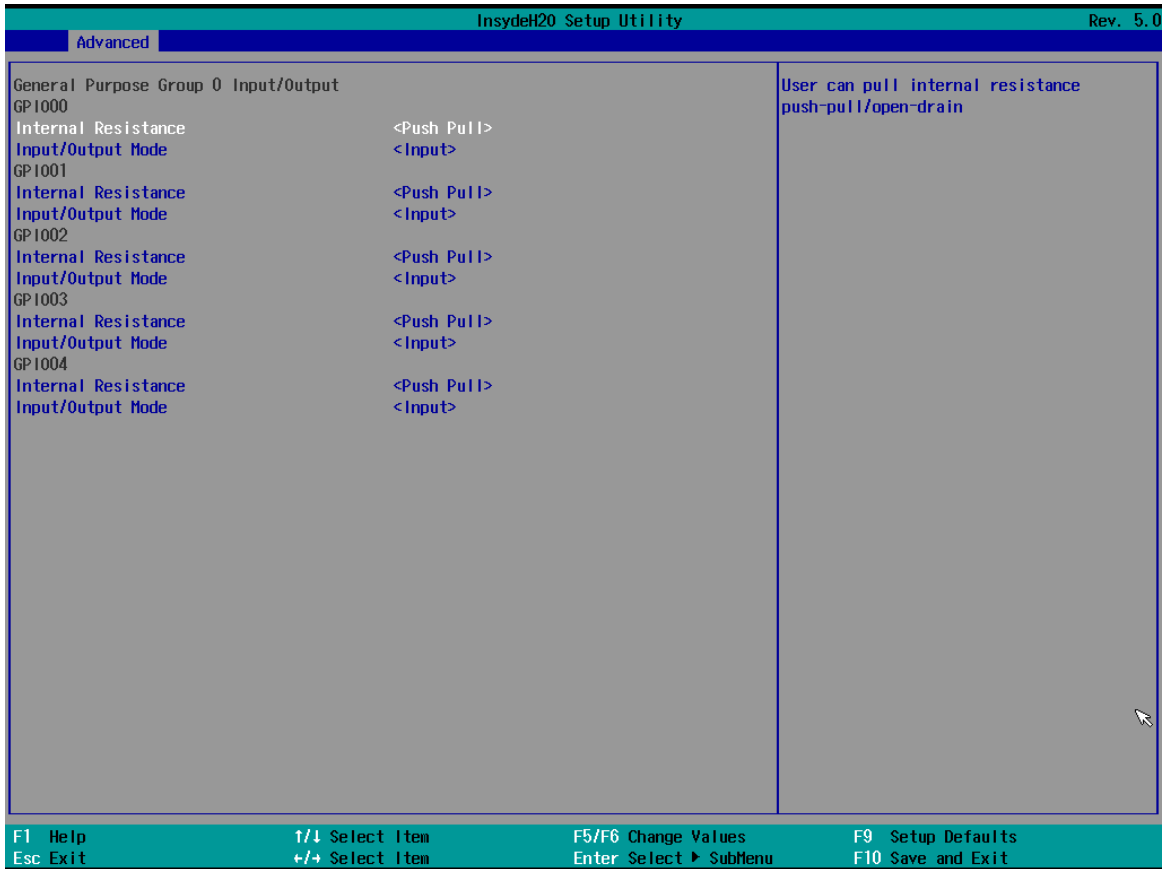 InsydeH20 Setup Utility Rev. 5.0
Advanced
General Purpose Group 0 Input/Output
GPIO00
Internal Resistance <Push Pull>
Input/Output Mode <Input>
GPIO01
Internal Resistance <Push Pull>
Input/Output Mode <Input>
GPIO02
Internal Resistance <Push Pull>
Input/Output Mode <Input>
GPIO03
Internal Resistance <Push Pull>
Input/Output Mode <Input>
GPIO04
Internal Resistance <Push Pull>
Input/Output Mode <Input>
User can pull internal resistance
push-pull/open-drain
F1 Help ↑/↓ Select Item F5/F6 Change Values F9 Setup Defaults
Esc Exit ←/→ Select Item Enter Select ▶ SubMenu F10 Save and Exit